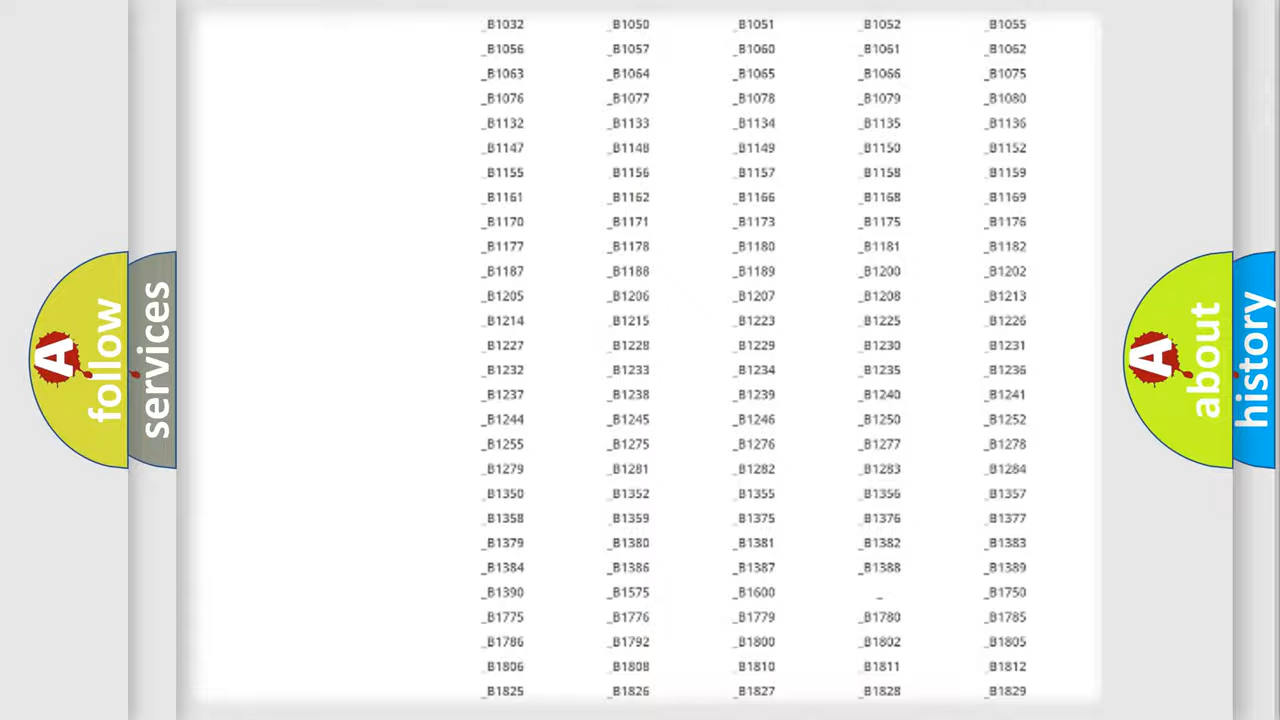 _B1032 _B1050 _B1051 _B1052 _B1055
_B1056 _B1057 _B1060 _B1061 _B1062
_B1063 _B1064 _B1065 _B1066 _B1075
_B1076 _B1077 _B1078 _B1079 _B1080
_B1132 _B1133 _B1134 _B1135 _B1136
_B1147 _B1148 _B1149 _B1150 _B1152
_B1155 _B1156 _B1157 _B1158 _B1159
_B1161 _B1162 _B1166 _B1168 _B1169
_B1170 _B1171 _B1173 _B1175 _B1176
_B1177 _B1178 _B1180 _B1181 _B1182
_B1187 _B1188 _B1189 _B1200 _B1202
_B1205 _B1206 _B1207 _B1208 _B1213
_B1214 _B1215 _B1223 _B1225 _B1226
_B1227 _B1228 _B1229 _B1230 _B1231
_B1232 _B1233 _B1234 _B1235 _B1236
_B1237 _B1238 _B1239 _B1240 _B1241
_B1244 _B1245 _B1246 _B1250 _B1252
_B1255 _B1275 _B1276 _B1277 _B1278
_B1279 _B1281 _B1282 _B1283 _B1284
_B1350 _B1352 _B1355 _B1356 _B1357
_B1358 _B1359 _B1375 _B1376 _B1377
_B1379 _B1380 _B1381 _B1382 _B1383
_B1384 _B1386 _B1387 _B1388 _B1389
_B1390 _B1575 _B1600 _ _B1750
_B1775 _B1776 _B1779 _B1780 _B1785
_B1786 _B1792 _B1800 _B1802 _B1805
_B1806 _B1808 _B1810 _B1811 _B1812
_B1825 _B1826 _B1827 _B1828 _B1829
A
follow
services
A
about
history